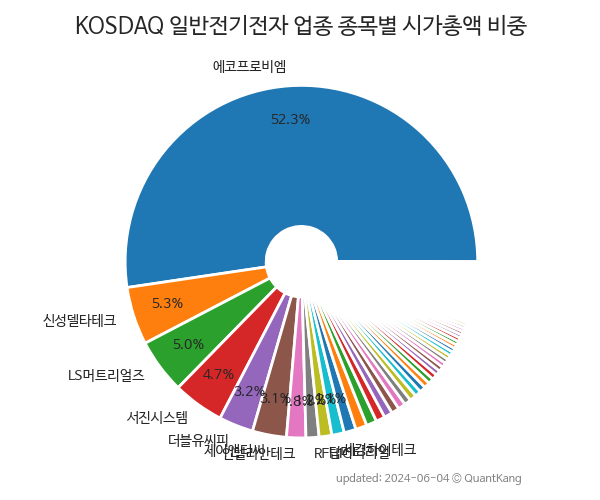 KOSDAQ 일반전기전자 업종 종목별 시가총액 비중
에코프로비엠
52.3%
5.3%
신성델타테크
5.0%
LS머트리얼즈
4.7%
서진시스템
3.2%
더블유씨피
3.1%
updated: 2024-06-04 © QuantKang